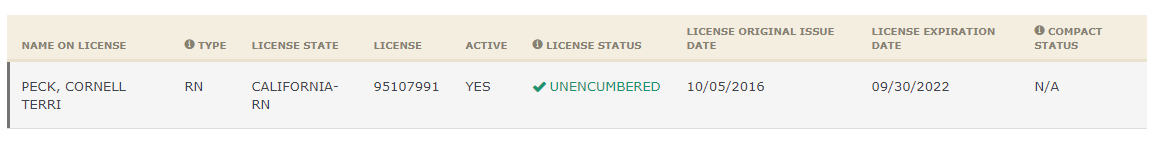 NAME ON LICENSE
TYPE
LICENSE STATE
LICENSE
ACTIVE
LICENSE STATUS
LICENSE ORIGINAL ISSUE
DATE
LICENSE EXPIRATION
DATE
COMPACT
STATUS
PECK, CORNELL
TERRI
RN
CALIFORNIA-
RN
95107991
YES
UNENCUMBERED
10/05/2016
09/30/2022
N/A